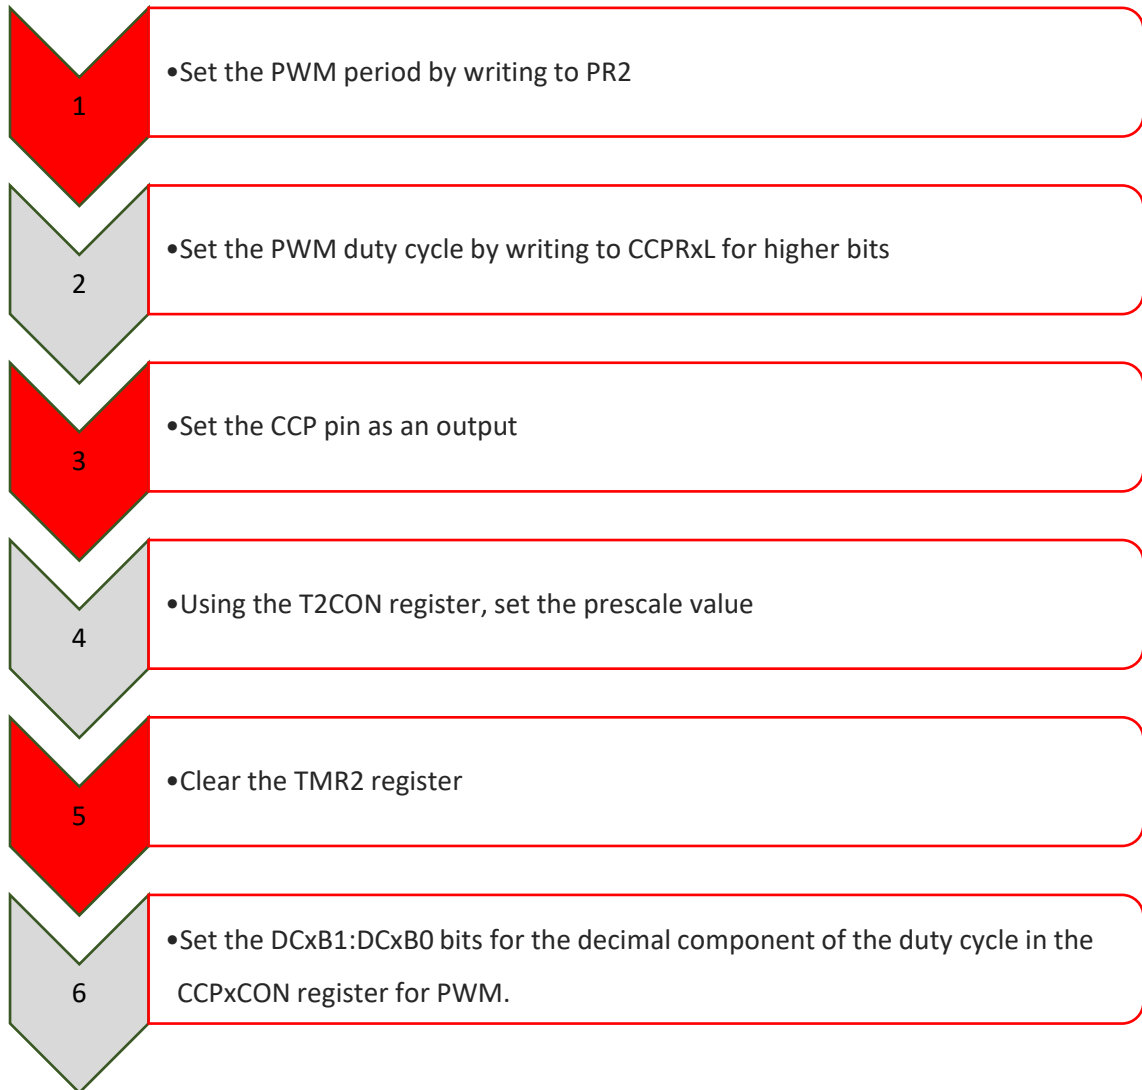 1
•Set the PWM period by writing to PR2
2
•Set the PWM duty cycle by writing to CCPRxL for higher bits
3
•Set the CCP pin as an output
4
•Using the T2CON register, set the prescale value
5
•Clear the TMR2 register
6
•Set the DCxB1:DCxB0 bits for the decimal component of the duty cycle in the
CCPxCON register for PWM.